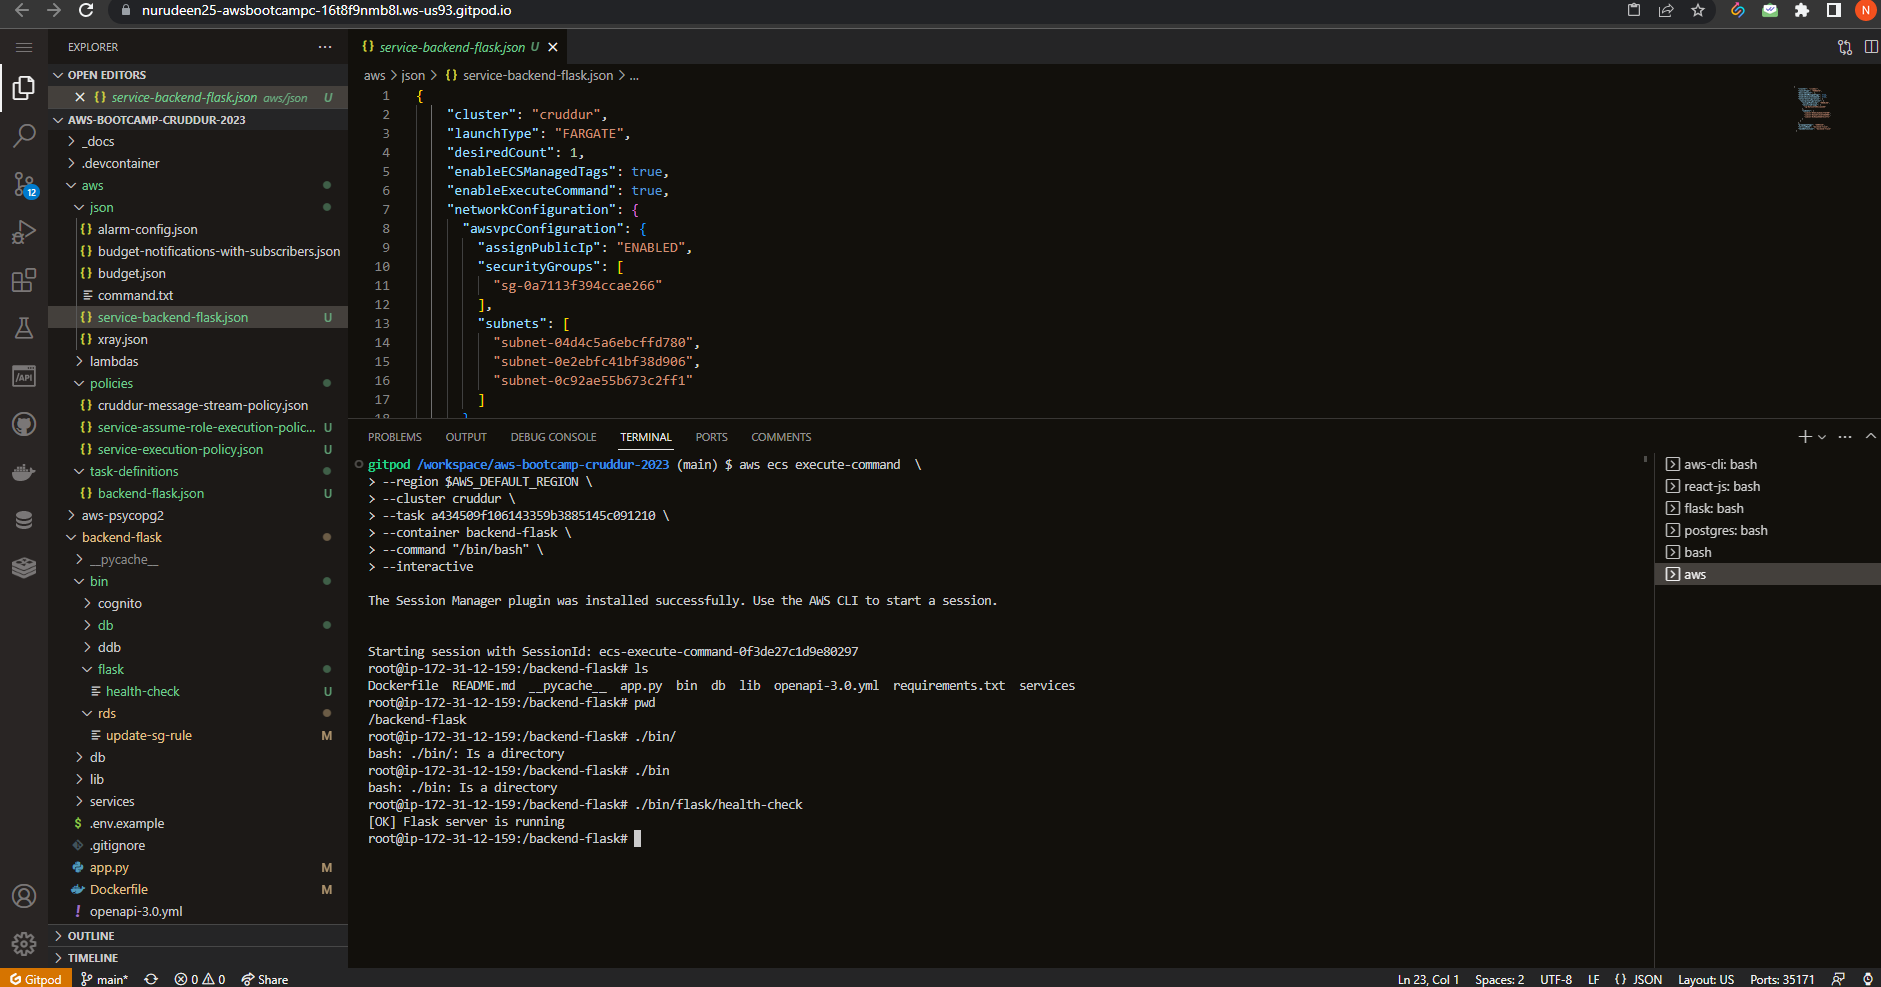 nurudeen25-awsbootcampc-16t8f9nmb8l.ws-us93.gitpod.io
N
EXPLORER
OPEN EDITORS
service-backend-flask.json aws/json U
AWS-BOOTCAMP-CRUDDUR-2023
_docs
.devcontainer
aws
json
alarm-config.json
budget-notifications-with-subscribers.json
budget.json
command.txt
service-backend-flask.json U
xray.json
lambdas
policies
cruddur-message-stream-policy.json
service-assume-role-execution-polic... U
service-execution-policy.json U
task-definitions
backend-flask.json U
aws-psycopg2
backend-flask
__pycache__
bin
cognito
db
ddb
flask
health-check U
rds
update-sg-rule M
db
lib
services
.env.example
.gitignore
app.py M
Dockerfile M
openapi-3.0.yml
OUTLINE
TIMELINE
12
/API
service-backend-flask.json U
aws > json > {} service-backend-flask.json > ...
1 {
2 "cluster": "cruddur",
3 "launchType": "FARGATE",
4 "desiredCount": 1,
5 "enableECSManagedTags": true,
6 "enableExecuteCommand": true,
7 "networkConfiguration": {
8 "awsvpcConfiguration": {
9 "assignPublicIp": "ENABLED",
10 "securityGroups": [
11 "sg-0a7113f394ccae266"
12 ],
13 "subnets": [
14 "subnet-04d4c5a6ebcffd780",
15 "subnet-0e2ebfc41bf38d906",
16 "subnet-0c92ae55b673c2ff1"
17 ]
18 }
PROBLEMS OUTPUT DEBUG CONSOLE TERMINAL PORTS COMMENTS
gitpod /workspace/aws-bootcamp-cruddur-2023 (main) $ aws ecs execute-command \
> --region $AWS_DEFAULT_REGION \
> --cluster cruddur \
> --task a434509f106143359b3885145c091210 \
> --container backend-flask \
> --command "/bin/bash" \
> --interactive
The Session Manager plugin was installed successfully. Use the AWS CLI to start a session.
Starting session with SessionId: ecs-execute-command-0f3de27c1d9e80297
root@ip-172-31-12-159:/backend-flask# ls
Dockerfile README.md __pycache__ app.py bin db lib openapi-3.0.yml requirements.txt services
root@ip-172-31-12-159:/backend-flask# pwd
/backend-flask
root@ip-172-31-12-159:/backend-flask# ./bin/
bash: ./bin/: Is a directory
root@ip-172-31-12-159:/backend-flask# ./bin
bash: ./bin: Is a directory
root@ip-172-31-12-159:/backend-flask# ./bin/flask/health-check
[OK] Flask server is running
root@ip-172-31-12-159:/backend-flask#
aws-cli: bash
react-js: bash
flask: bash
postgres: bash
bash
aws
Gitpod main* 0 0 Share
Ln 23, Col 1 Spaces: 2 UTF-8 LF {} JSON Layout: US Ports: 35171